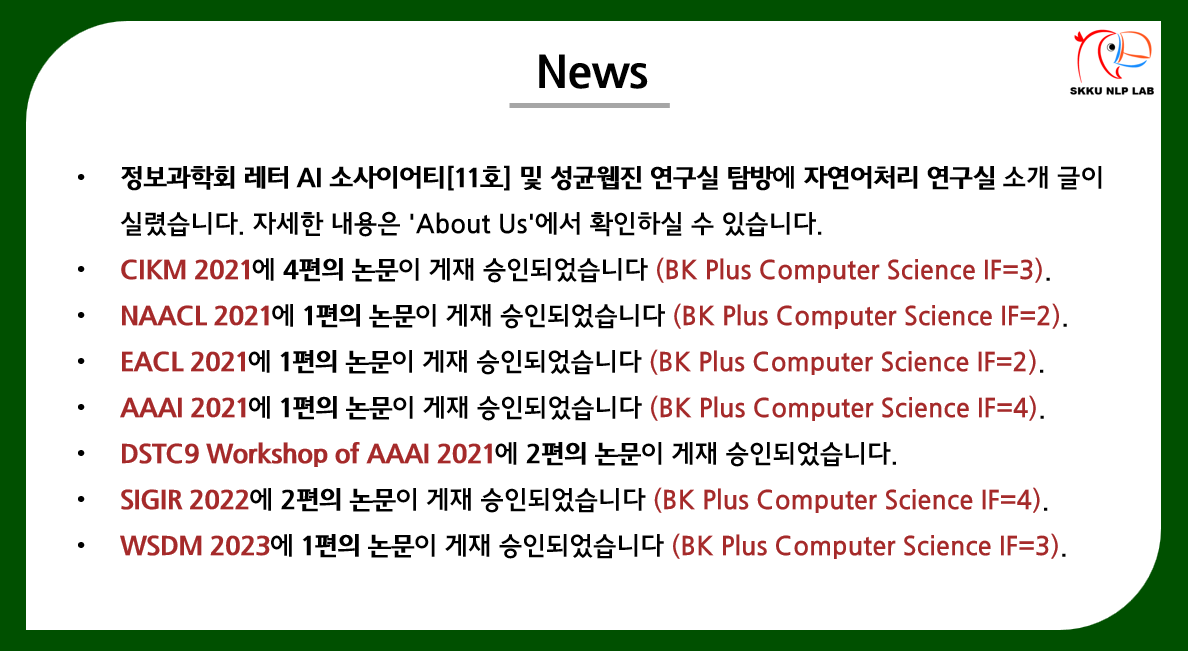 News
SKKU NLP LAB
• 정보과학회 레터 AI 소사이어티[11호] 및 성균웹진 연구실 탐방에 자연어처리 연구실 소개 글이
실렸습니다. 자세한 내용은 'About Us'에서 확인하실 수 있습니다.
• CIKM 2021에 4편의 논문이 게재 승인되었습니다 (BK Plus Computer Science IF=3).
• NAACL 2021에 1편의 논문이 게재 승인되었습니다 (BK Plus Computer Science IF=2).
• EACL 2021에 1편의 논문이 게재 승인되었습니다 (BK Plus Computer Science IF=2).
• AAAI 2021에 1편의 논문이 게재 승인되었습니다 (BK Plus Computer Science IF=4).
• DSTC9 Workshop of AAAI 2021에 2편의 논문이 게재 승인되었습니다.
• SIGIR 2022에 2편의 논문이 게재 승인되었습니다 (BK Plus Computer Science IF=4).
• WSDM 2023에 1편의 논문이 게재 승인되었습니다 (BK Plus Computer Science IF=3).